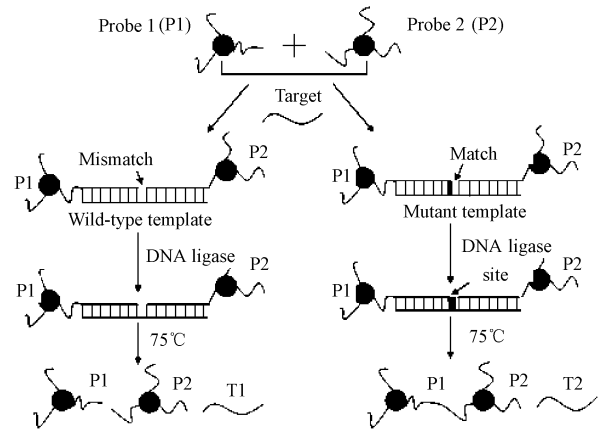 Probe 1 (P1)
Probe 2 (P2)
Target
Mismatch
P1
P2
Wild-type template
Match
P1
P2
Mutant template
DNA ligase
DNA ligase
site
P1
P2
P1
P2
75℃
75℃
P1
P2
T1
P1
P2
T2